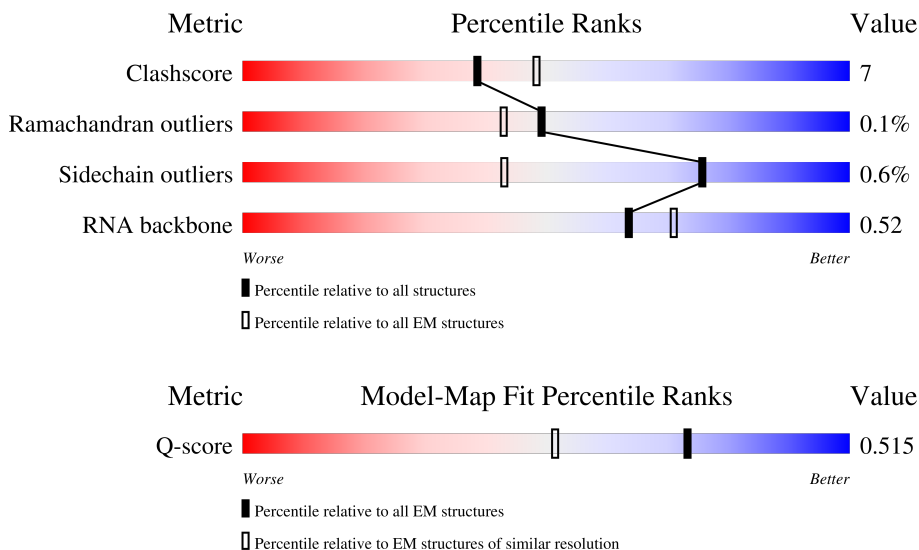 Metric Percentile Ranks Value
Clashscore 7
Ramachandran outliers 0.1%
Sidechain outliers 0.6%
RNA backbone 0.52
Worse Better
Percentile relative to all structures
Percentile relative to all EM structures
Metric Model-Map Fit Percentile Ranks Value
Q-score 0.515
Worse Better
Percentile relative to all EM structures
Percentile relative to EM structures of similar resolution